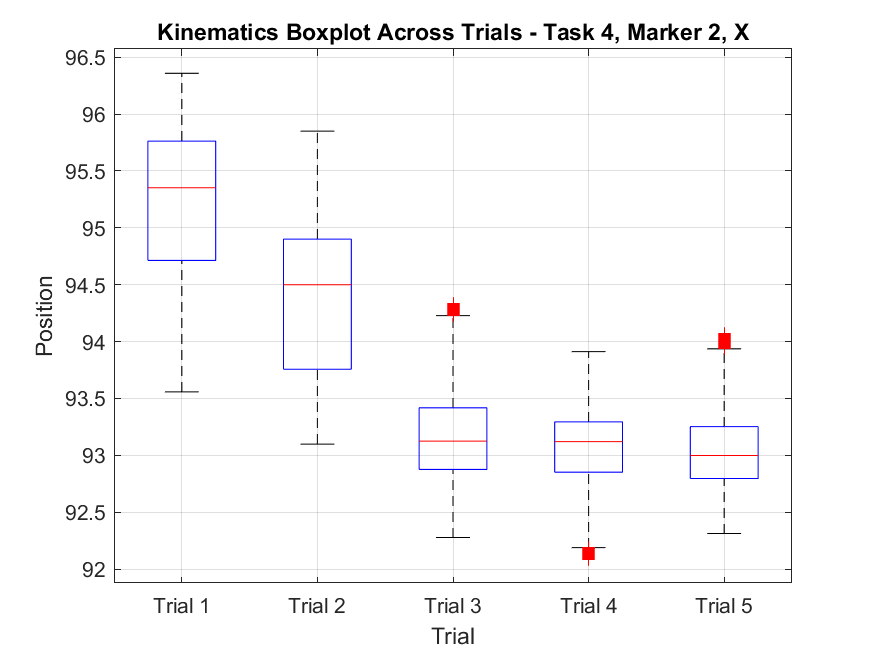 Kinematics Boxplot Across Trials - Task 4, Marker 2, X
96.5
96
95.5
95
94.5
94
93.5
93
92.5
92
Position
Trial 1 Trial 2 Trial 3 Trial 4 Trial 5
Trial